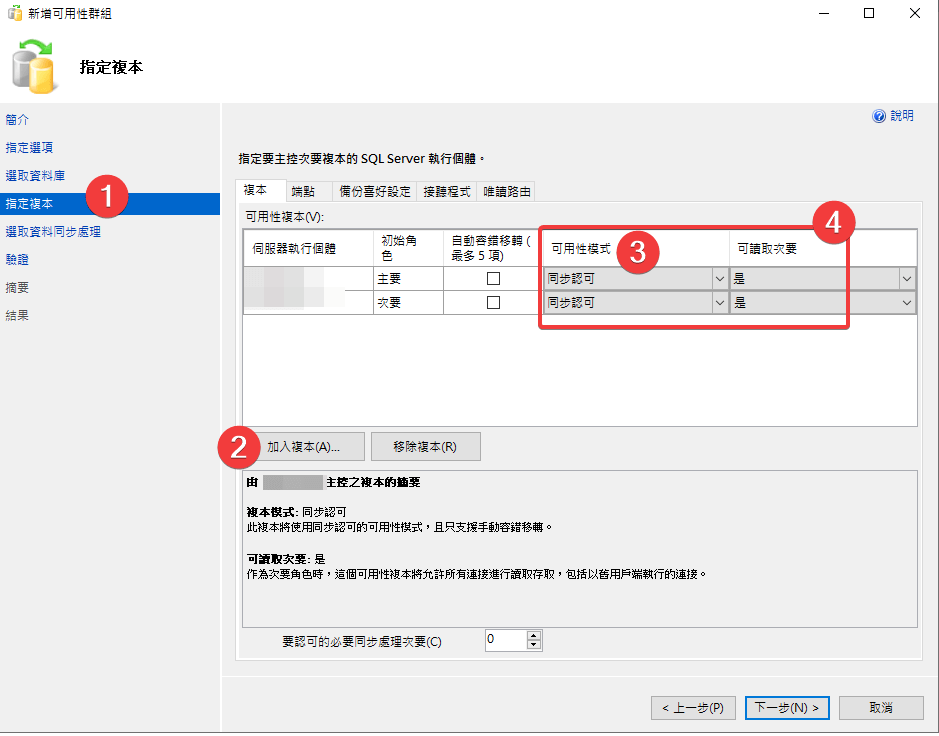 新增可用性群組
指定複本
簡介
指定選項
選取資料庫
指定複本
選取資料同步處理
驗證
摘要
結果
1
說明
指定要主控次要複本的 SQL Server 執行個體。
複本 端點 備份喜好設定 接聽程式 唯讀路由
可用性複本(V):
伺服器執行個體 初始角色 自動容錯移轉 (最多 5 項) 可用性模式 3 可讀取次要 4
主要 同步認可 是
次要 同步認可 是
2 加入複本(A)... 移除複本(R)
由 主控之複本的摘要
複本模式: 同步認可
此複本將使用同步認可的可用性模式，且只支援手動容錯移轉。
可讀取次要: 是
作為次要角色時，這個可用性複本將允許所有連接進行讀取存取，包括以舊用戶端執行的連接。
要認可的必要同步處理次要(C) 0
< 上一步(P) 下一步(N) > 取消